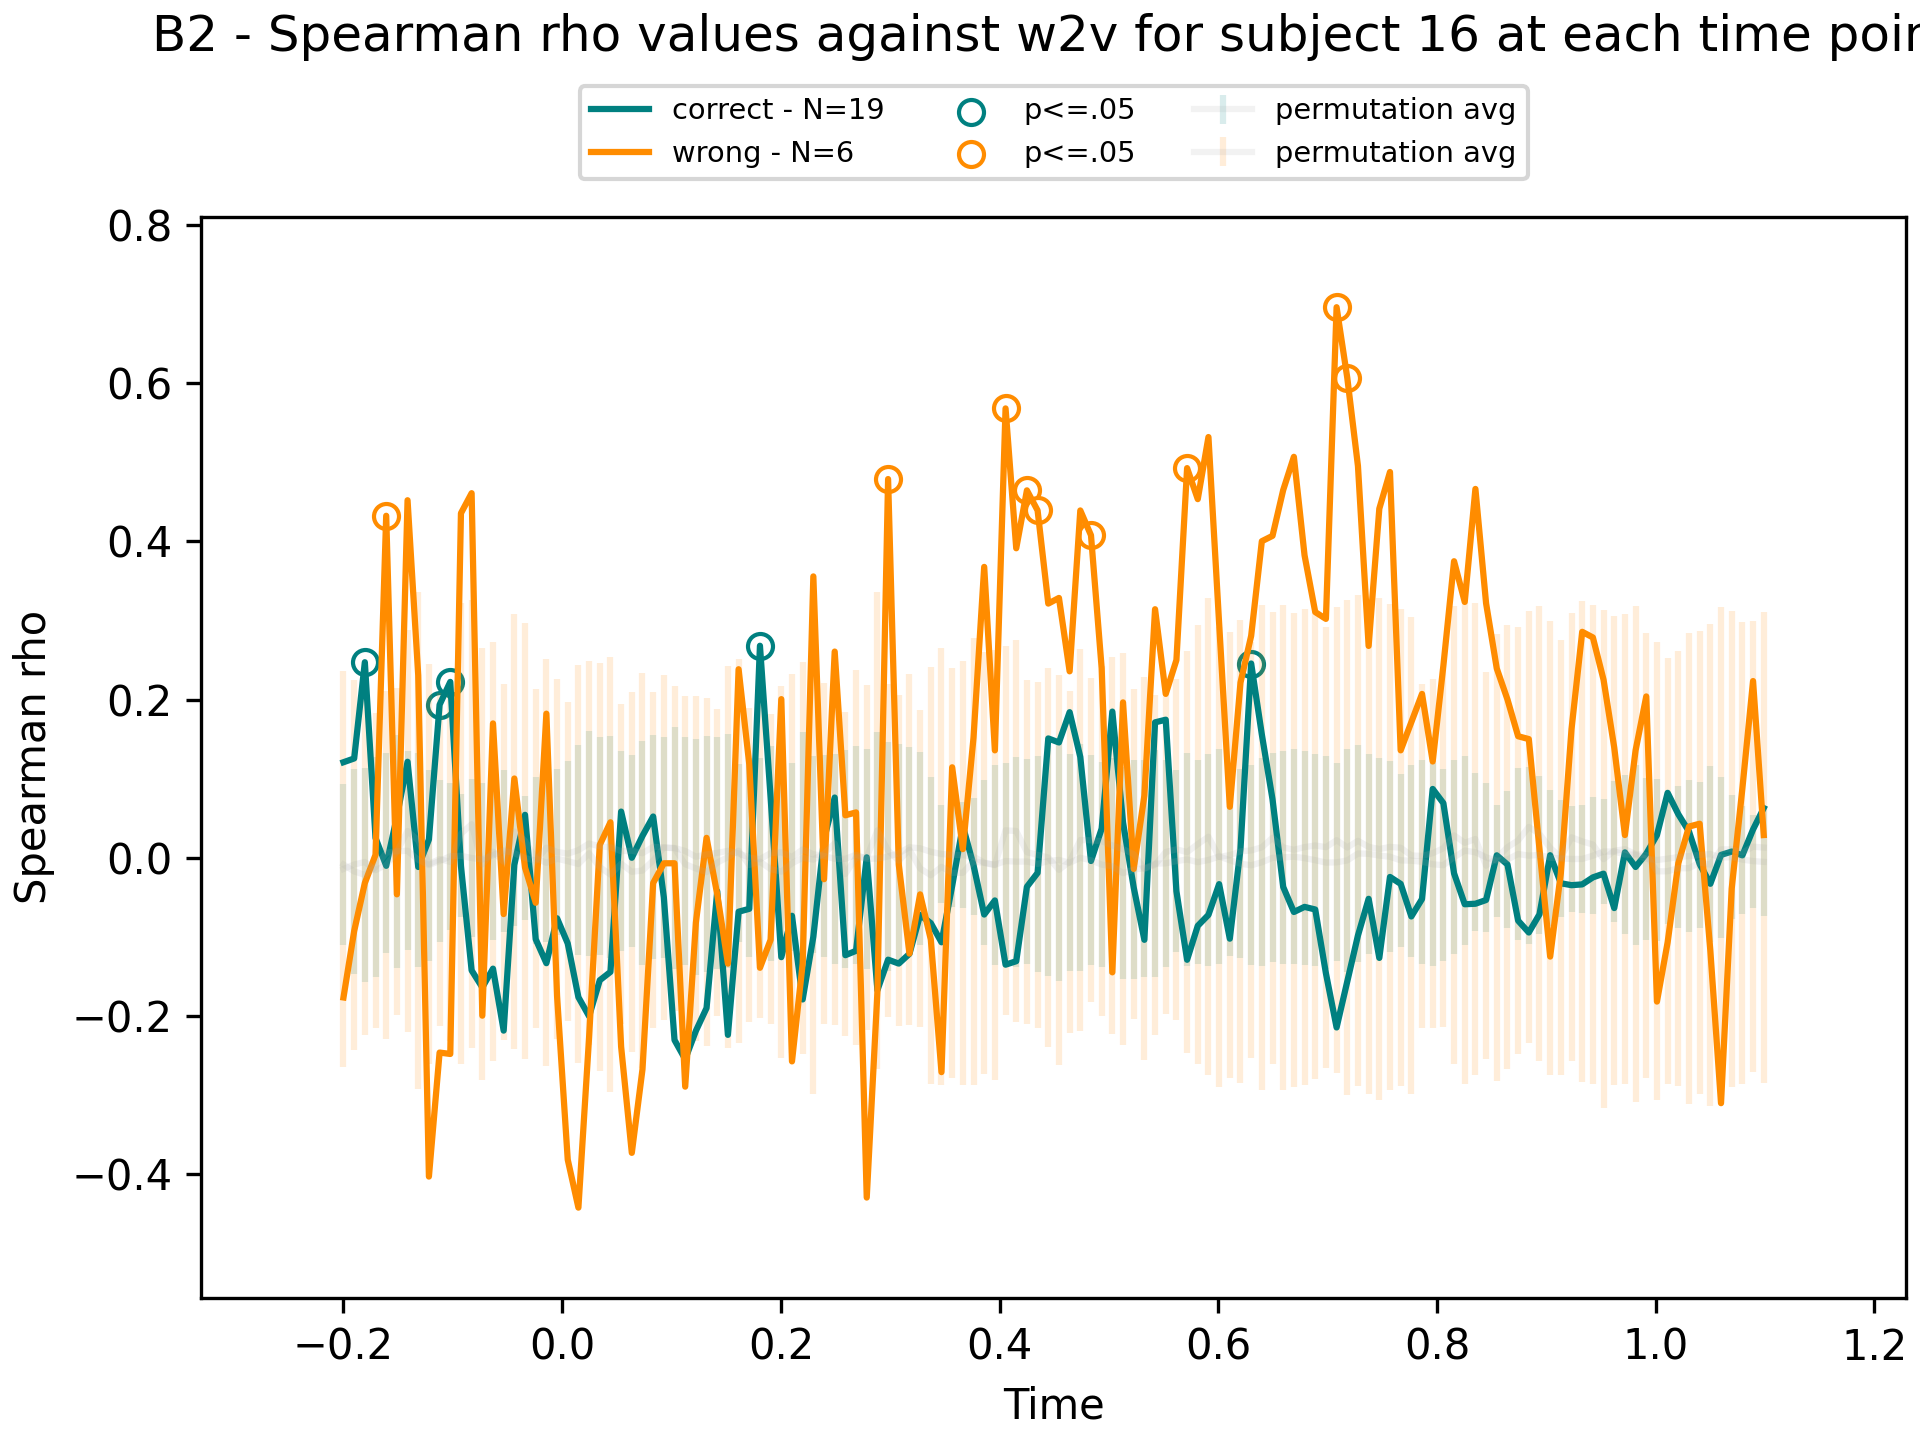 B2 - Spearman rho values against w2v for subject 16 at each time poin
correct - N=19 p<=.05 permutation avg
wrong - N=6 p<=.05 permutation avg
0.8
0.6
0.4
0.2
0.0
−0.2
−0.4
Spearman rho
−0.2 0.0 0.2 0.4 0.6 0.8 1.0 1.2
Time